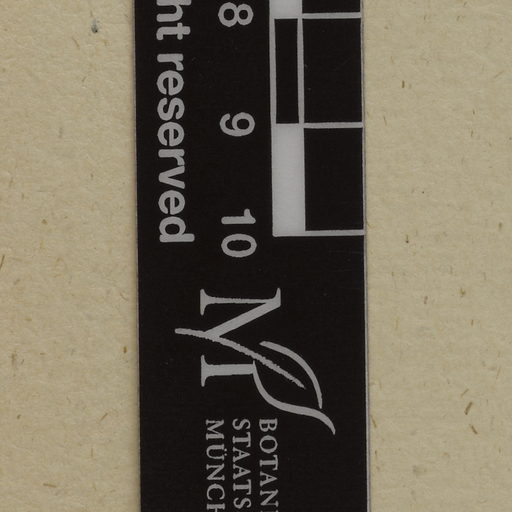 ht reserved
8 9 10
BOTAN
STAATS
MÜNCH